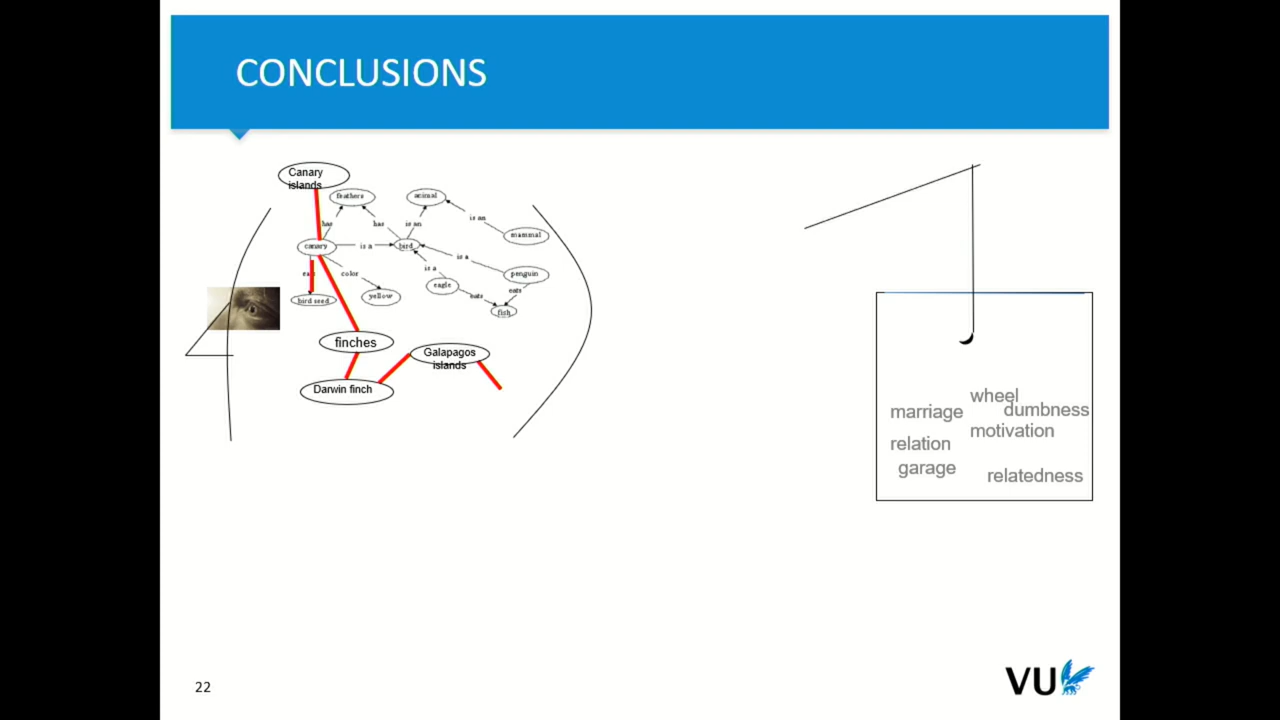 CONCLUSIONS
Canary
islands
feathers
animal
has
has
is an
is an
mammal
canary
is a
bird
is a
penguin
color
is a
eagle
eats
eats
bird seed
yellow
fish
finches
Galapagos
islands
Darwin finch
wheel
marriage
dumbness
motivation
relation
garage
relatedness
22
VU